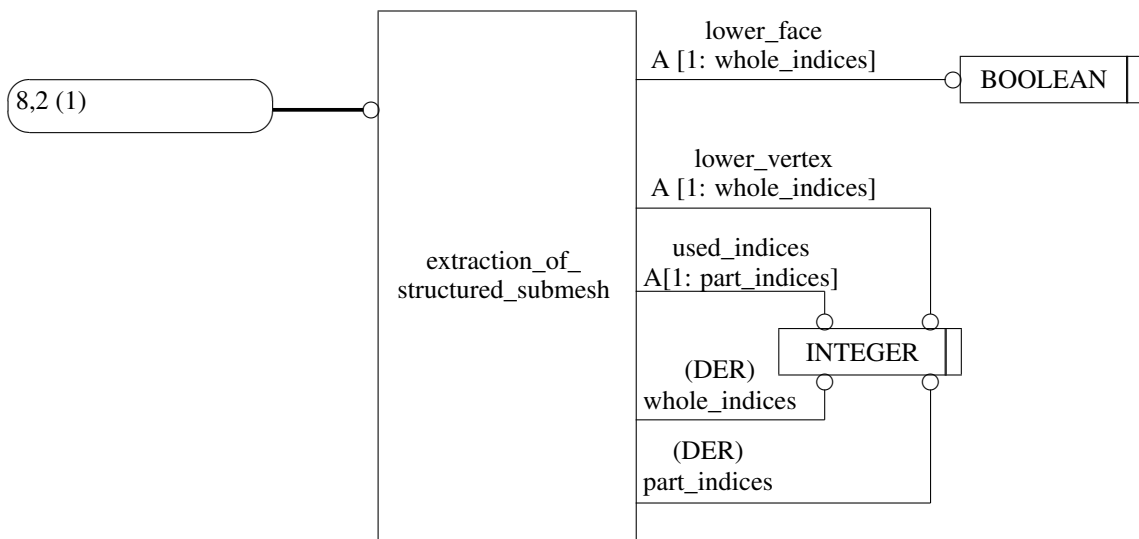 lower_face
A [1: whole_indices]
BOOLEAN
8,2 (1)
lower_vertex
A [1: whole_indices]
extraction_of_
structured_submesh
used_indices
A[1: part_indices]
INTEGER
(DER)
whole_indices
(DER)
part_indices